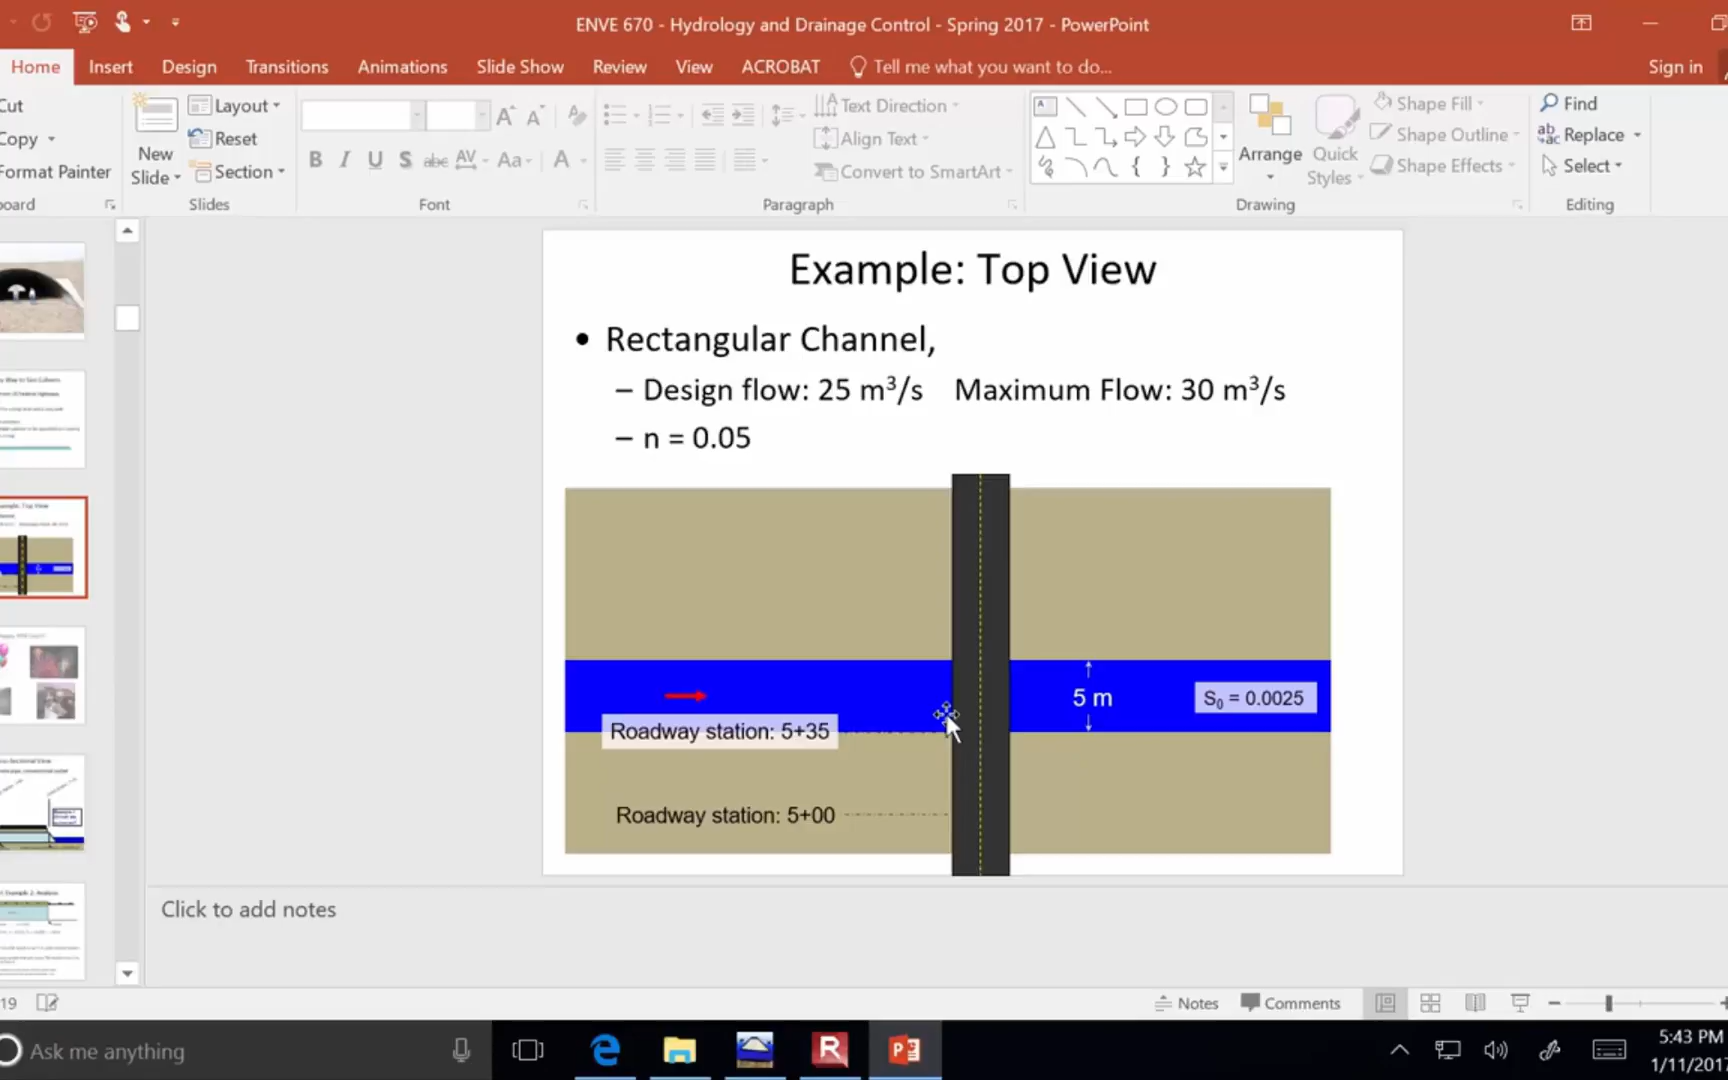 ENVE 670 - Hydrology and Drainage Control - Spring 2017 - PowerPoint
Home Insert Design Transitions Animations Slide Show Review View ACROBAT Tell me what you want to do... Sign in
Cut
Copy
Format Painter
New
Slide
Layout
Reset
Section
Slides
Font
Text Direction
Align Text
Convert to SmartArt
Paragraph
Arrange
Quick
Styles
Shape Fill
Shape Outline
Shape Effects
Drawing
Find
Replace
Select
Editing
Example: Top View
• Rectangular Channel,
– Design flow: 25 m³/s Maximum Flow: 30 m³/s
– n = 0.05
5 m
S₀ = 0.0025
Roadway station: 5+35
Roadway station: 5+00
Click to add notes
19
Notes
Comments
Ask me anything
5:43 PM